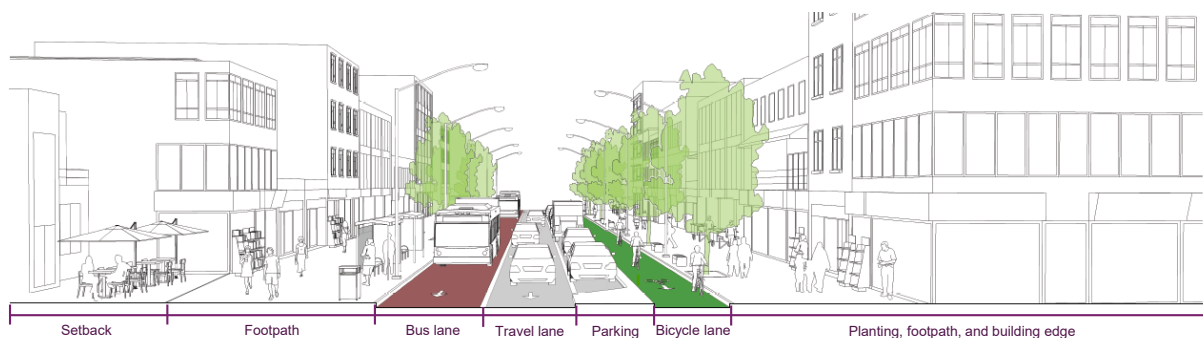 Setback
Footpath
Bus lane
Travel lane
Parking
Bicycle lane
Planting, footpath, and building edge